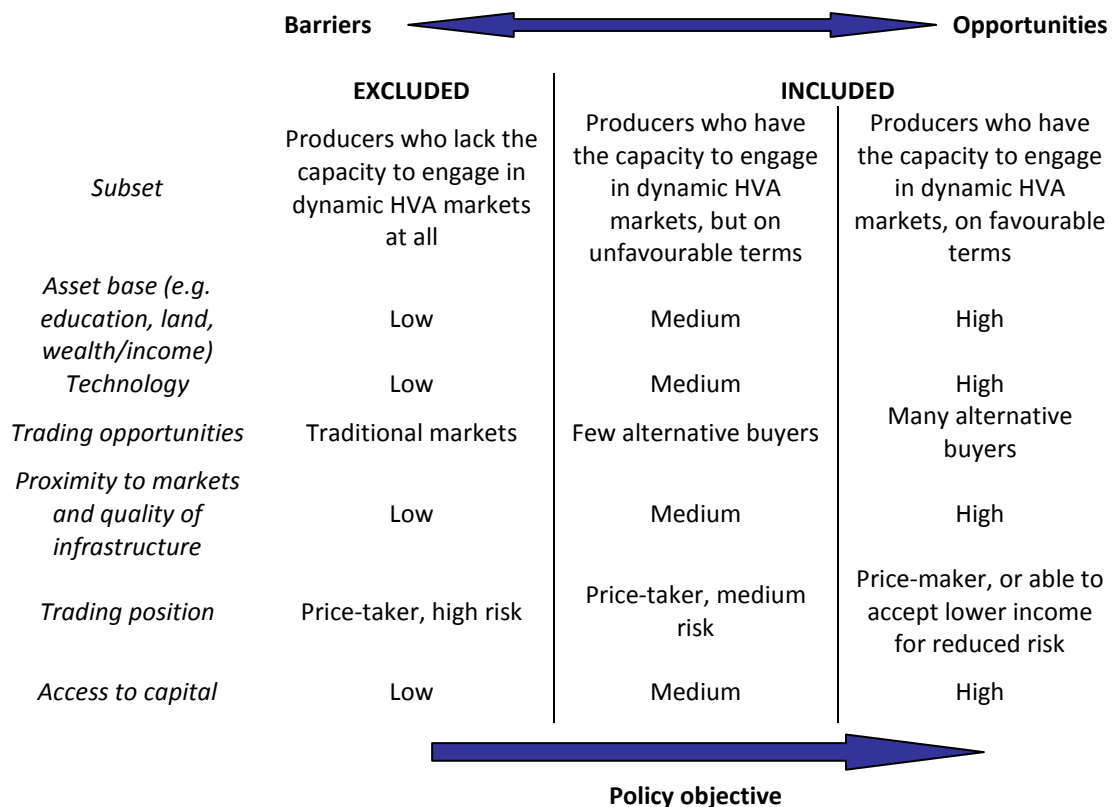 Barriers Opportunities
EXCLUDED INCLUDED
Subset
Producers who lack the
capacity to engage in
dynamic HVA markets
at all
Producers who have
the capacity to engage
in dynamic HVA
markets, but on
unfavourable terms
Producers who have
the capacity to engage
in dynamic HVA
markets, on favourable
terms
Asset base (e.g.
education, land,
wealth/income)
Low Medium High
Technology Low Medium High
Trading opportunities Traditional markets Few alternative buyers
Many alternative
buyers
Proximity to markets
and quality of
infrastructure
Low Medium High
Trading position Price-taker, high risk
Price-taker, medium
risk
Price-maker, or able to
accept lower income
for reduced risk
Access to capital Low Medium High
Policy objective